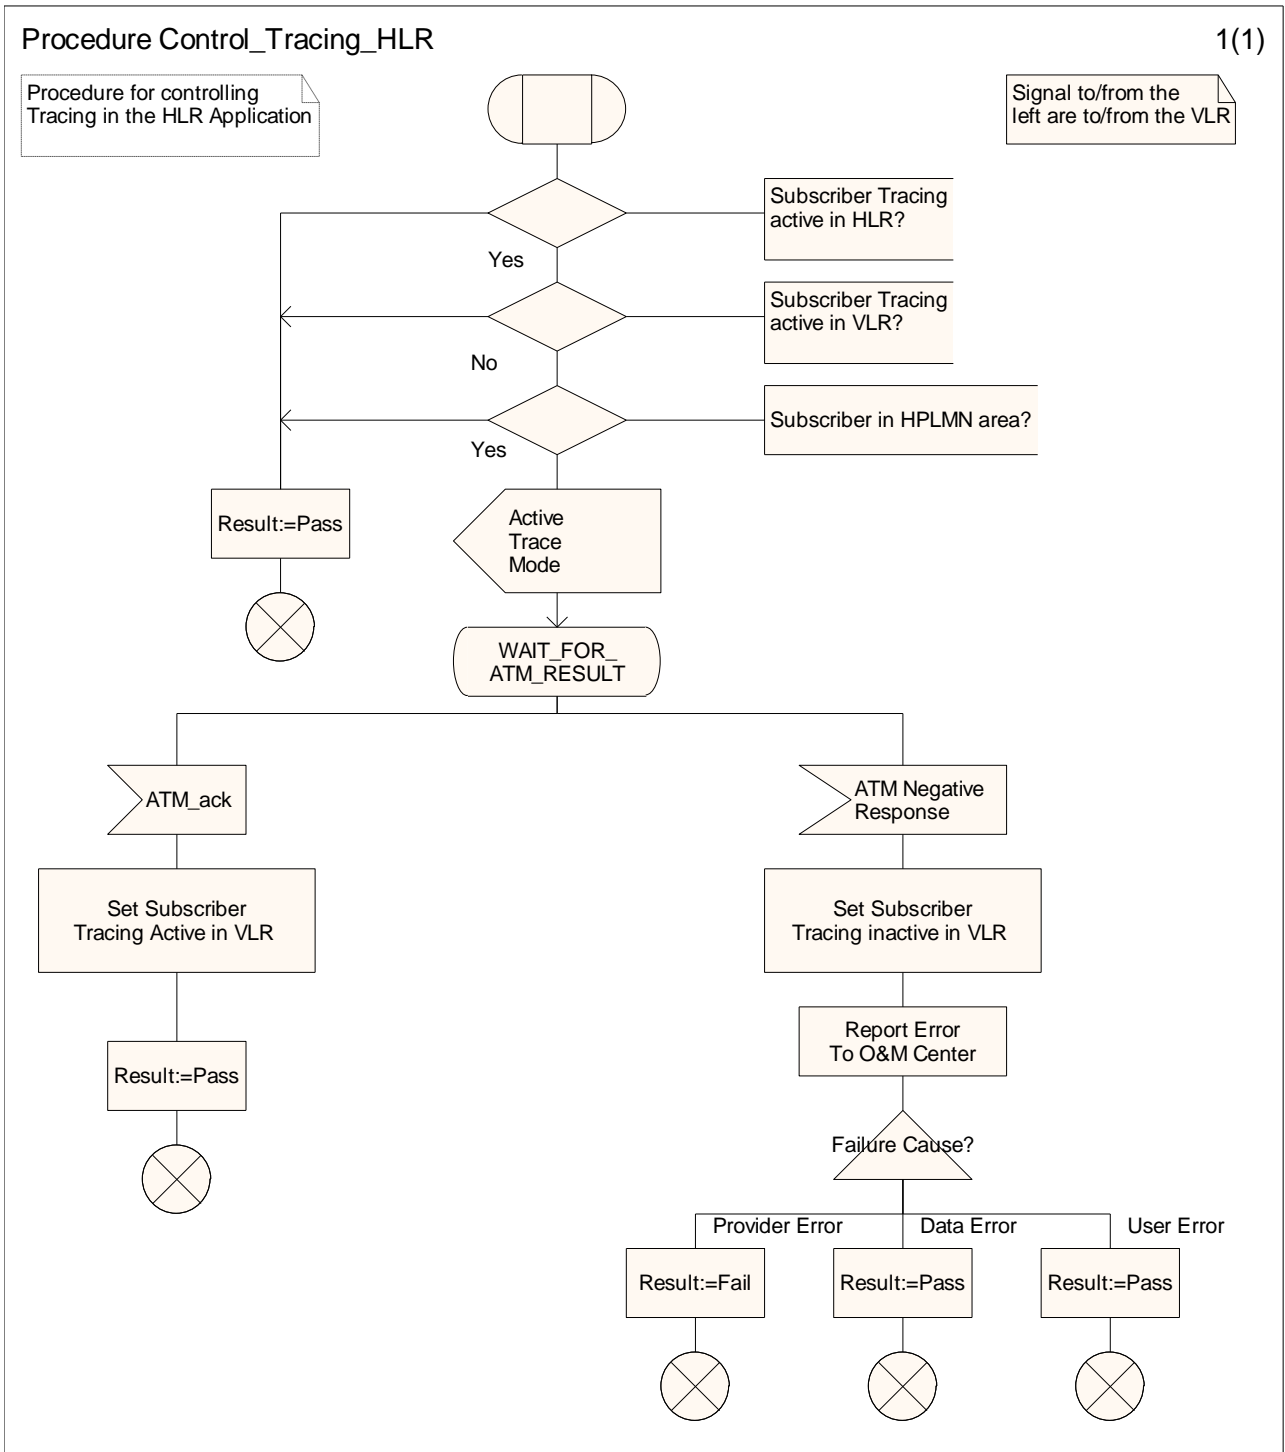 Procedure Control_Tracing_HLR
1(1)
Procedure for controlling
Tracing in the HLR Application
Signal to/from the
left are to/from the VLR
Subscriber Tracing
active in HLR?
Yes
Subscriber Tracing
active in VLR?
No
Subscriber in HPLMN area?
Yes
Result:=Pass
Active
Trace
Mode
WAIT_FOR_
ATM_RESULT
ATM_ack
ATM Negative
Response
Set Subscriber
Tracing Active in VLR
Set Subscriber
Tracing inactive in VLR
Report Error
To O&M Center
Result:=Pass
Failure Cause?
Provider Error
Data Error
User Error
Result:=Fail
Result:=Pass
Result:=Pass